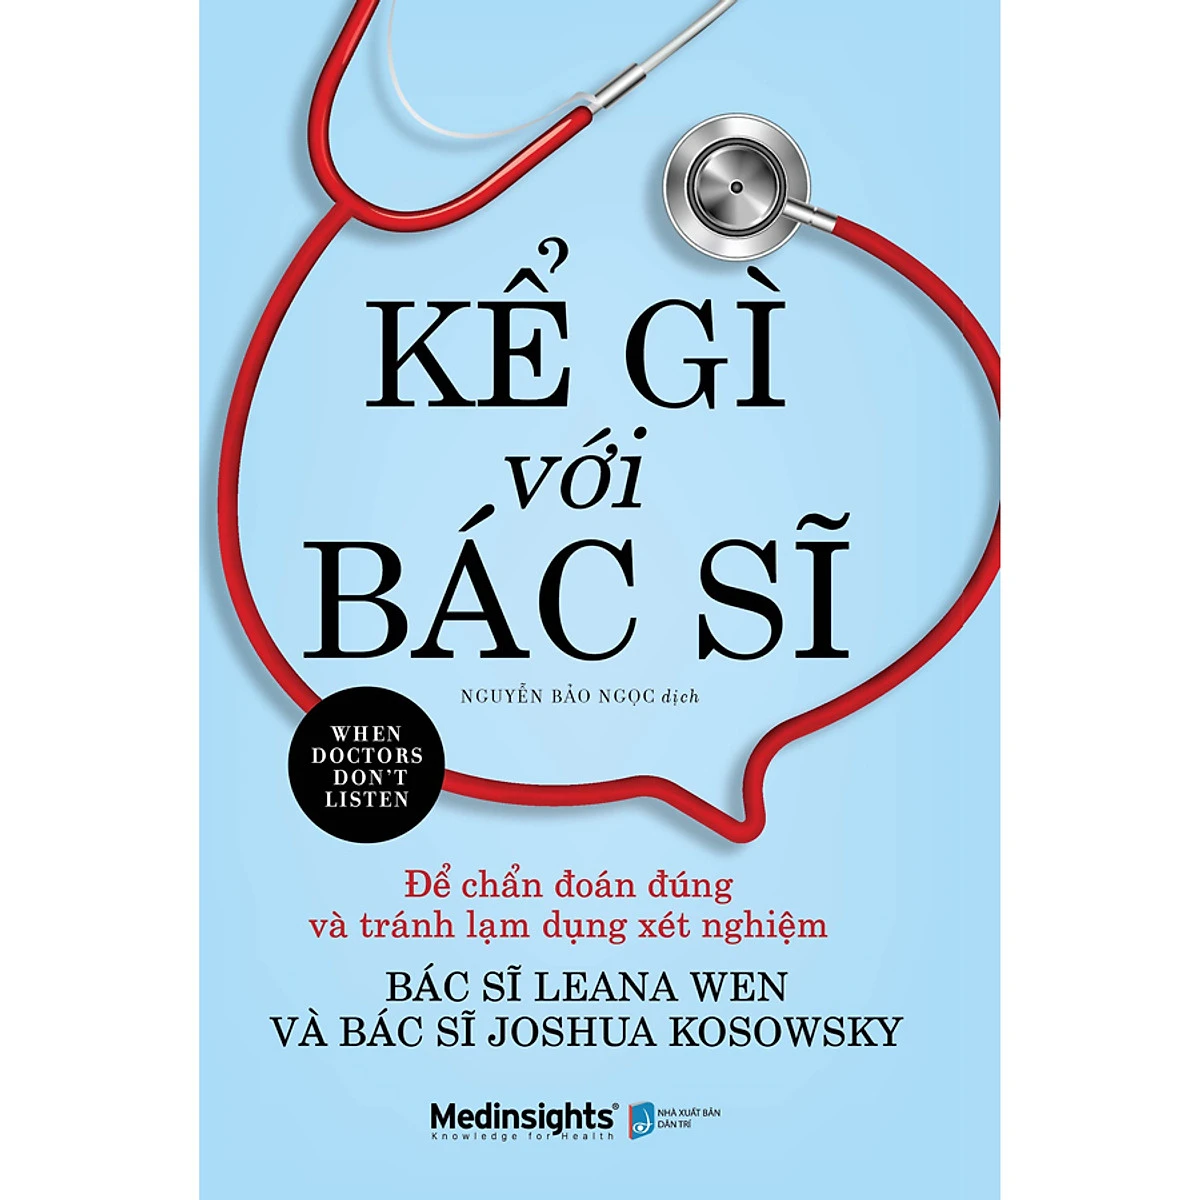 KỂ GÌ
với
BÁC SĨ
NGUYỄN BẢO NGỌC dịch
WHEN
DOCTORS
DON'T
LISTEN
Để chẩn đoán đúng
và tránh lạm dụng xét nghiệm
BÁC SĨ LEANA WEN
VÀ BÁC SĨ JOSHUA KOSOWSKY
Medinsights®
Knowledge for Health
NHÀ XUẤT BẢN
DÂN TRÍ